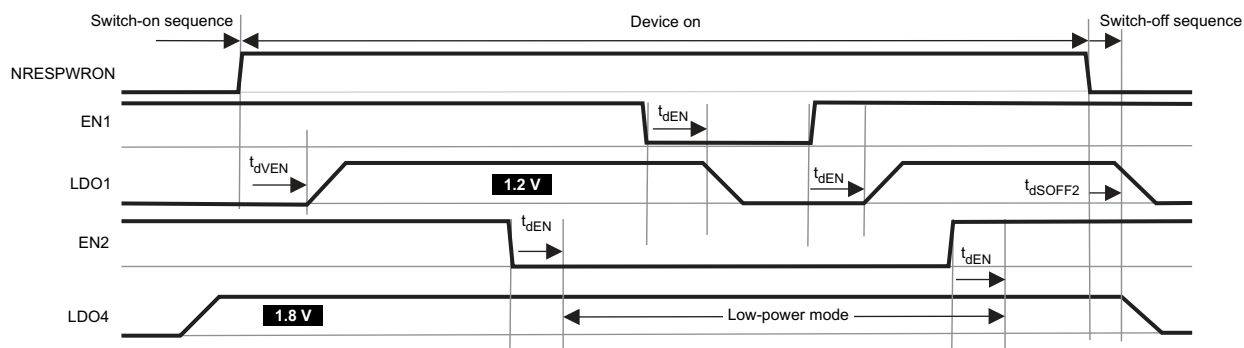 Switch-on sequence
Device on
Switch-off sequence
NRESPWRON
EN1
tdEN
tdVEN
LDO1
1.2 V
tdEN
tdSOFF2
EN2
tdEN
tdEN
LDO4
1.8 V
Low-power mode